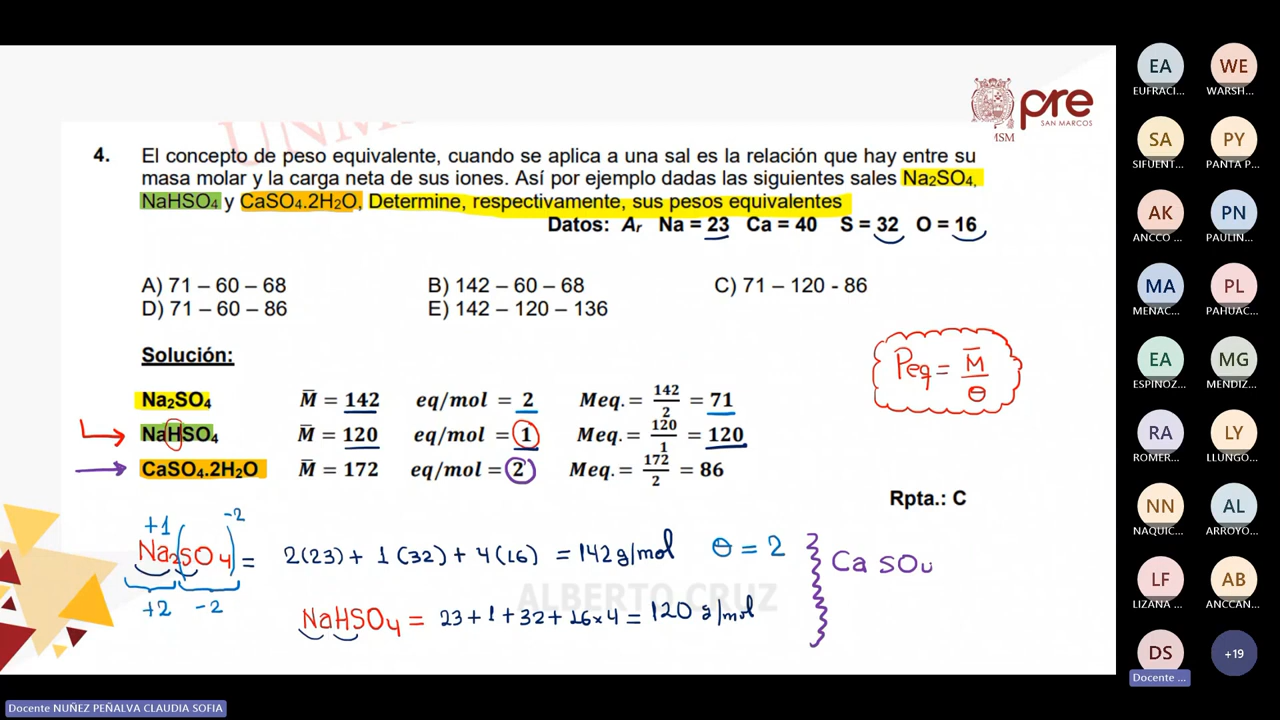 UNM
pre
SAN MARCOS
MSM
4. El concepto de peso equivalente, cuando se aplica a una sal es la relación que hay entre su
masa molar y la carga neta de sus iones. Así por ejemplo dadas las siguientes sales Na₂SO₄,
NaHSO₄ y CaSO₄.2H₂O, Determine, respectivamente, sus pesos equivalentes
Datos: Aᵣ Na = 23 Ca = 40 S = 32 O = 16
A) 71 – 60 – 68 B) 142 – 60 – 68 C) 71 – 120 - 86
D) 71 – 60 – 86 E) 142 – 120 – 136
Solución:
Peq = M̄/θ
Na₂SO₄ M̄ = 142 eq/mol = 2 Meq. = 142/2 = 71
NaHSO₄ M̄ = 120 eq/mol = 1 Meq. = 120/1 = 120
CaSO₄.2H₂O M̄ = 172 eq/mol = 2 Meq. = 172/2 = 86
Rpta.: C
+1 -2
Na₂(SO₄) = 2(23) + 1(32) + 4(16) = 142 g/mol θ = 2
+2 -2
Ca SO
ALBERTO CRUZ
NaHSO₄ = 23+1+32+16×4 = 120 g/mol
EA WE
EUFRACI... WARSH...
SA PY
SIFUENT... PANTA P...
AK PN
ANCCO ... PAULIN...
MA PL
MENAC... PAHUAC...
EA MG
ESPINOZ... MENDIZ...
RA LY
ROMER... LLUNGO...
NN AL
NAQUIC... ARROYO...
LF AB
LIZANA ... ANCCAN...
DS +19
Docente ...
Docente NUÑEZ PEÑALVA CLAUDIA SOFIA